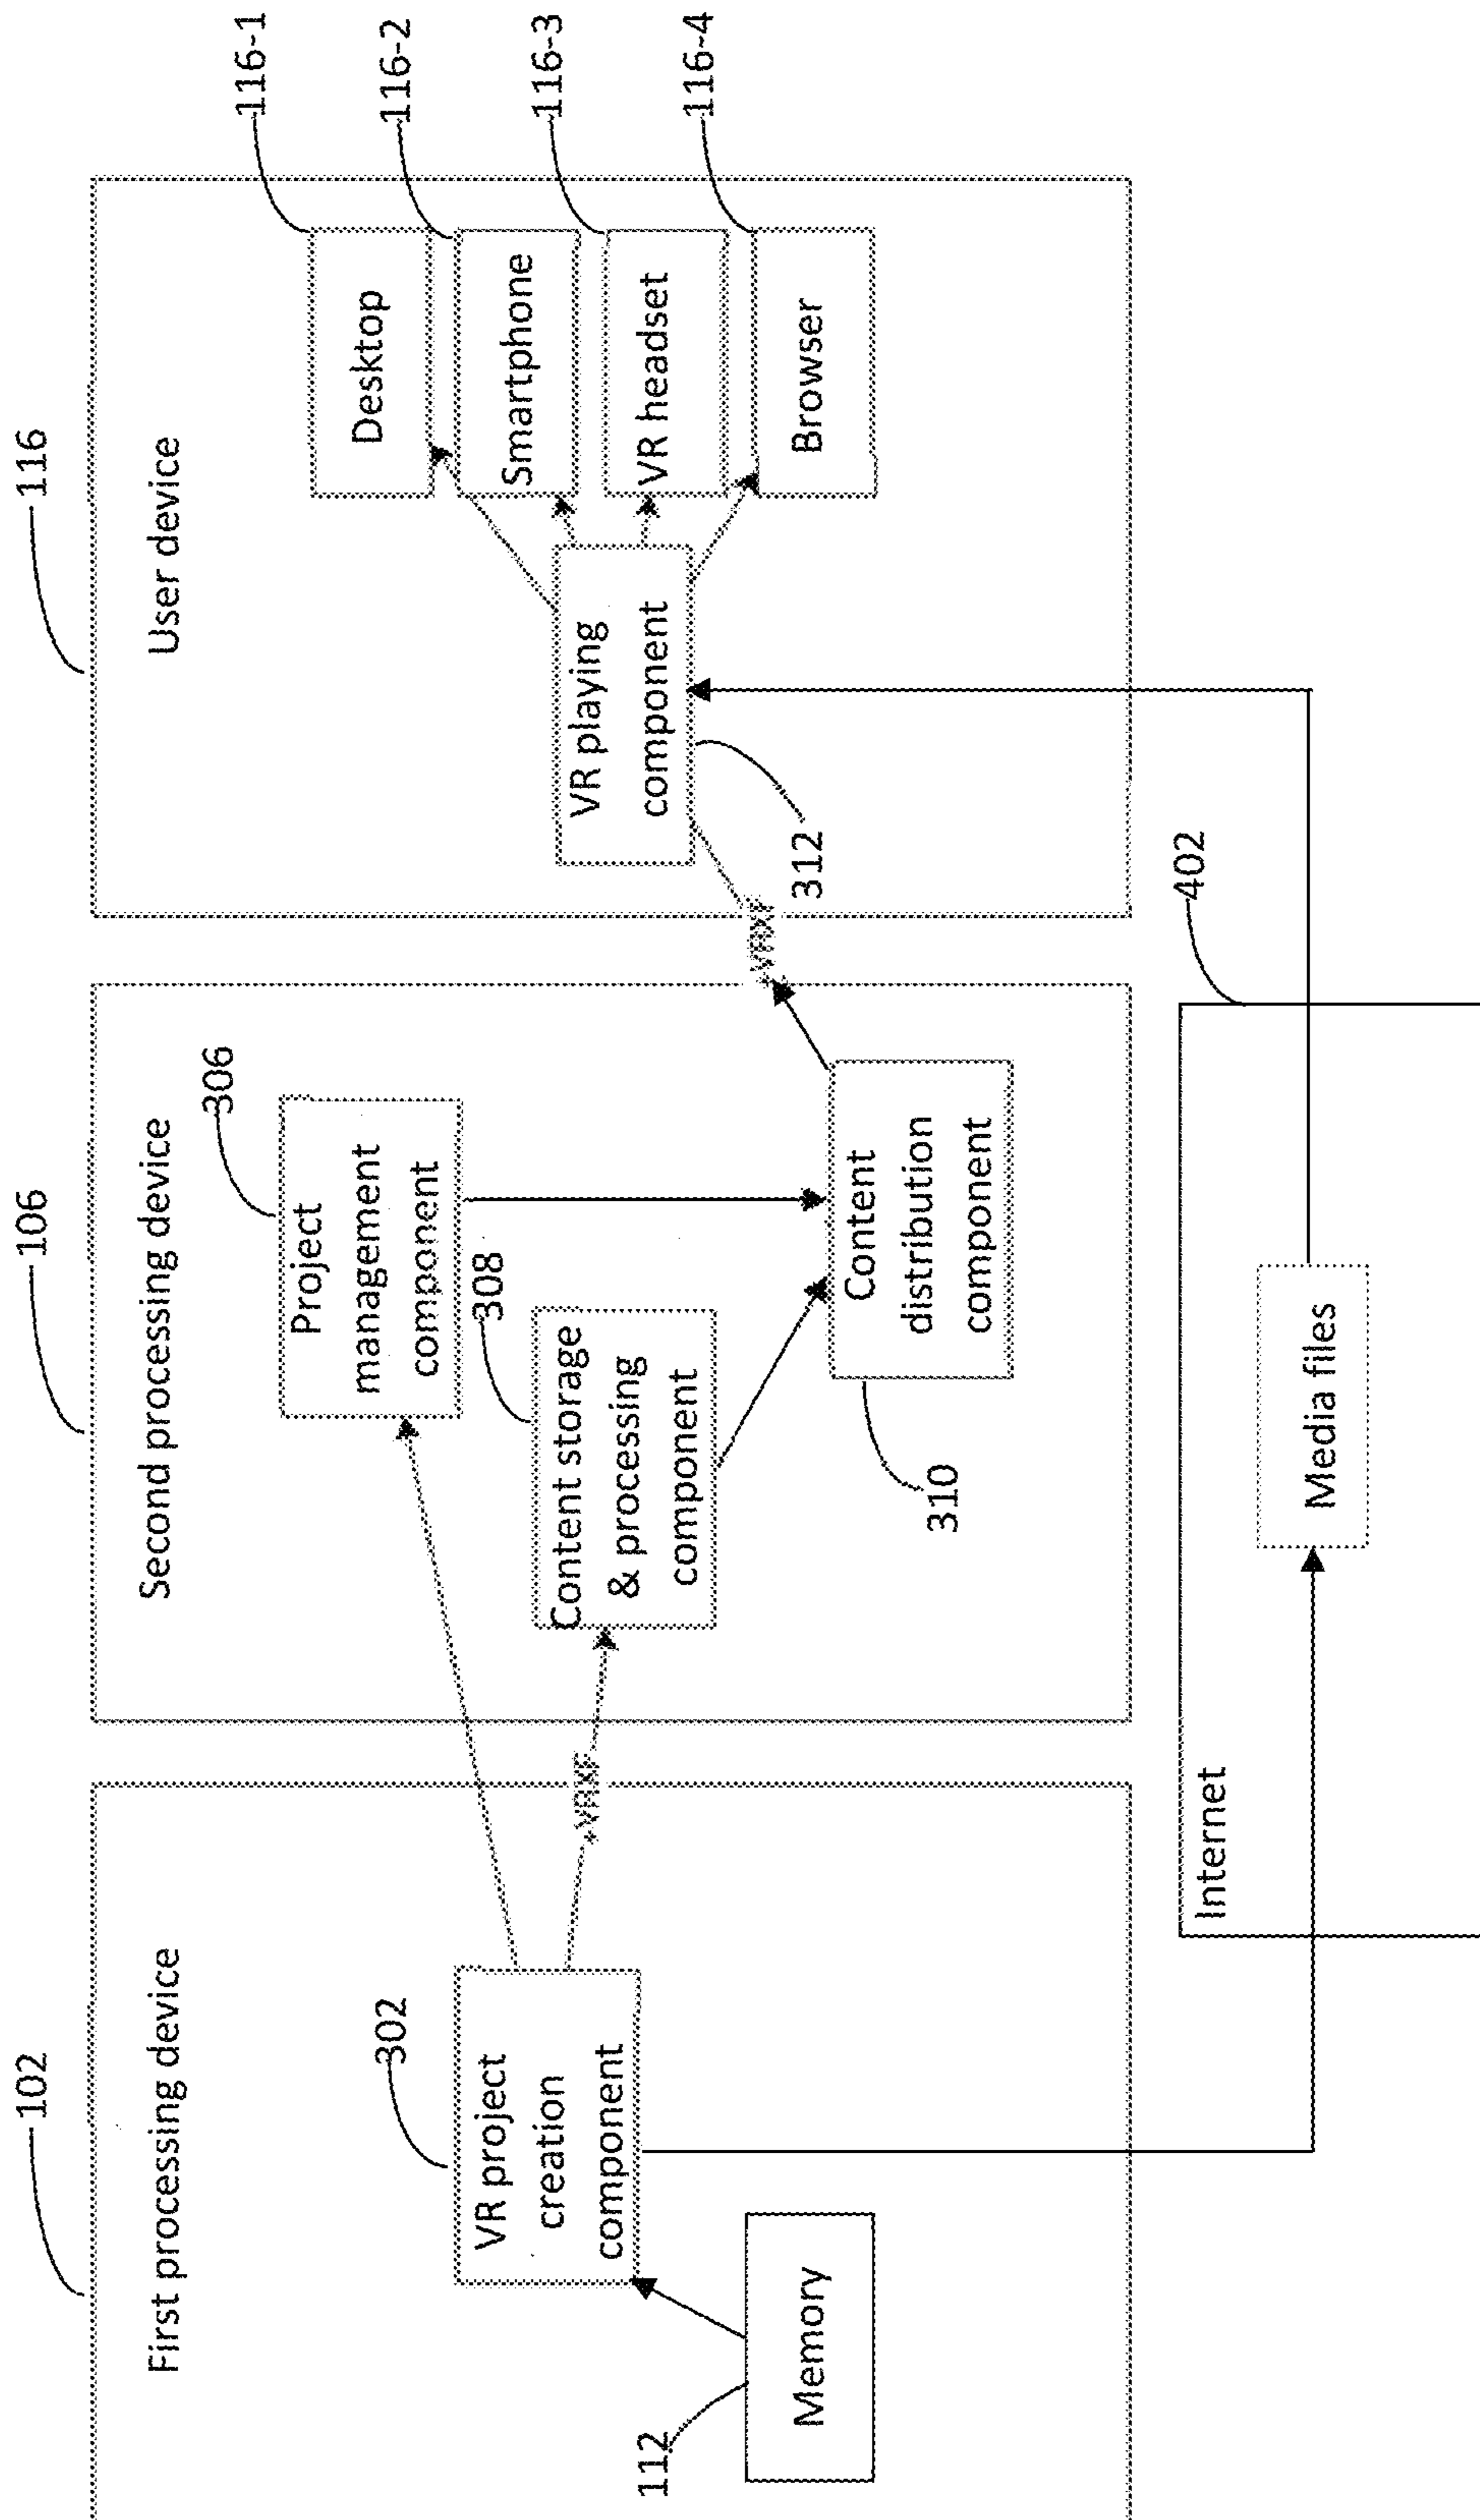 102
First processing device
302
VR project
creation
component
112
Memory
106
Second processing device
306
Project
management
component
308
Content storage
& processing
component
310
Content
distribution
component
116
User device
VR playing
component
312
Desktop
116-1
Smartphone
116-2
VR headset
116-3
Browser
116-4
.VRXF
.VRXF
Internet
402
Media files